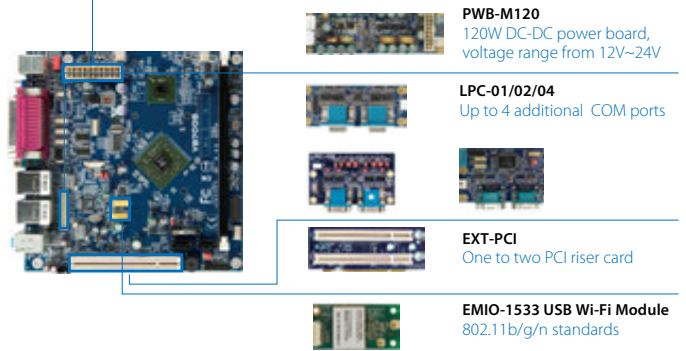 PWB-M120
120W DC-DC power board,
voltage range from 12V~24V
LPC-01/02/04
Up to 4 additional COM ports
EXT-PCI
One to two PCI riser card
EMIO-1533 USB Wi-Fi Module
802.11b/g/n standards